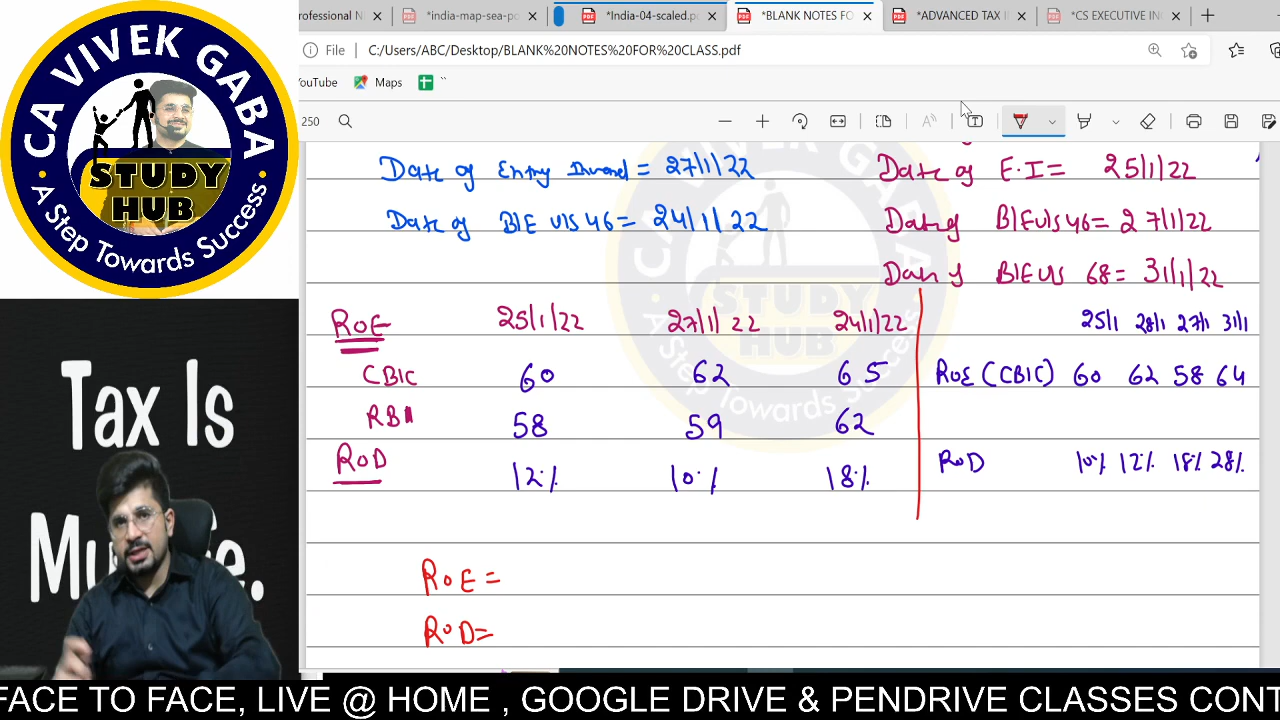 CA VIVEK GABA
STUDY
HUB
• A Step Towards Success •
Tax Is
rofessional N
*india-map-sea-po
*India-04-scaled.p
*BLANK NOTES FO
*ADVANCED TAX
*CS EXECUTIVE IN
File C:/Users/ABC/Desktop/BLANK%20NOTES%20FOR%20CLASS.pdf
ouTube Maps ``
250
Date of Entry Inward = 27/1/22
Date of E.I = 25/1/22
Date of B/E U/S 46 = 24/1/22
Date of B/E U/S 46 = 27/1/22
B/E U/S 68 = 31/1/22
RoE 25/1/22 27/1/22 24/1/22
25/1 28/1 27/1 31/1
CBIC 60 62 65
RoE (CBIC) 60 62 58 64
RBI 58 59 62
RoD 12% 10% 18%
RoD 10% 12% 18% 28%
RoE =
RoD=
STUDY
HUB
FACE TO FACE, LIVE @ HOME , GOOGLE DRIVE & PENDRIVE CLASSES CONT